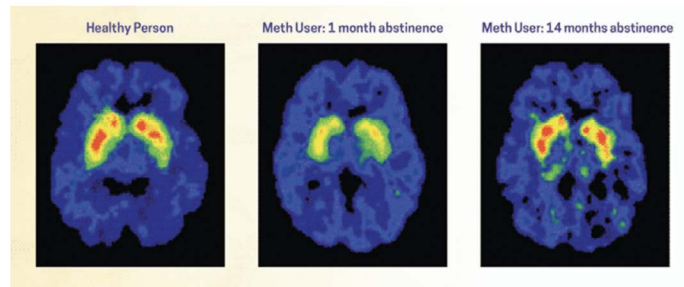 Healthy Person
Meth User: 1 month abstinence
Meth User: 14 months abstinence